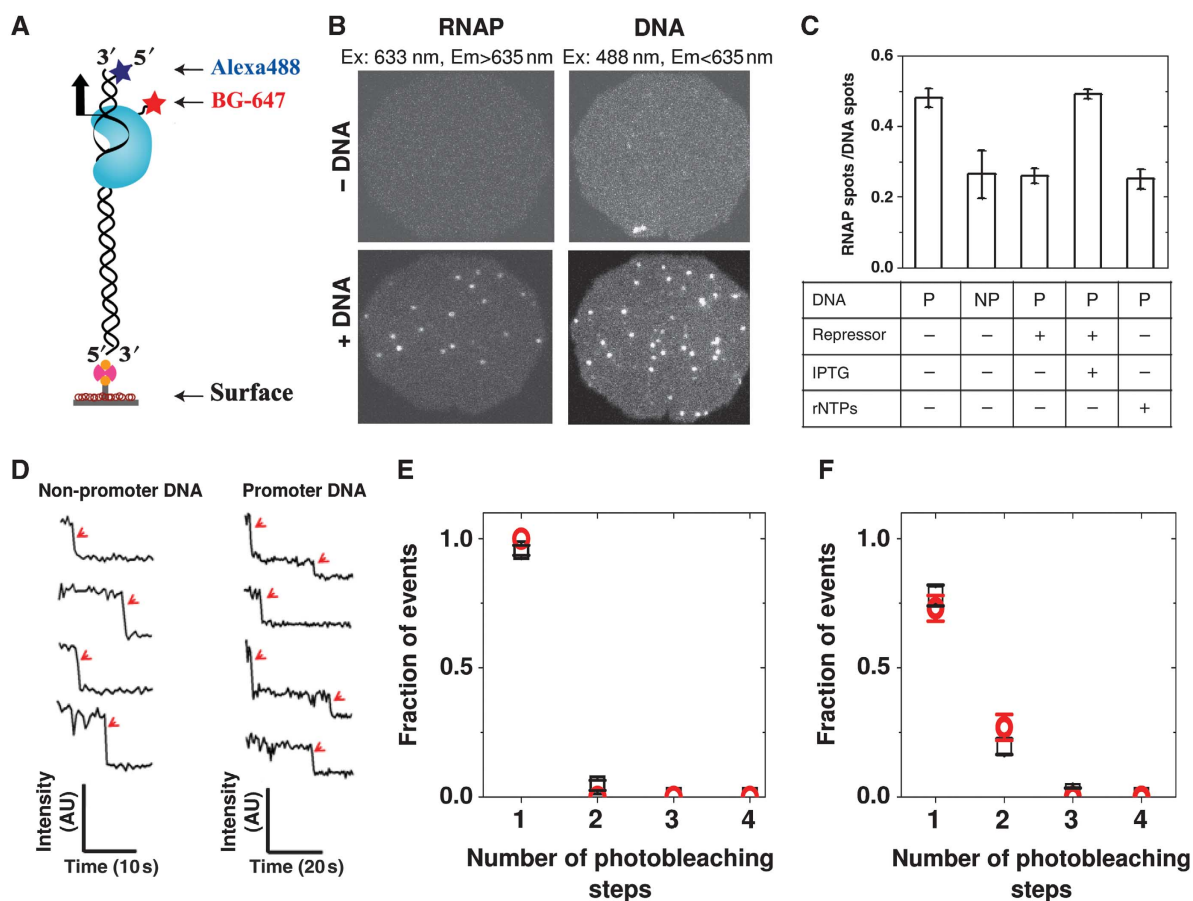 A
3′ 5′
Alexa488
BG-647
5′ 3′
Surface
B
RNAP DNA
Ex: 633 nm, Em>635 nm Ex: 488 nm, Em<635 nm
– DNA
+ DNA
C
RNAP spots /DNA spots
0.6
0.4
0.2
0.0
DNA P NP P P P
Repressor – – + + –
IPTG – – – + –
rNTPs – – – – +
D
Non-promoter DNA Promoter DNA
Intensity (AU)
Time (10 s)
Intensity (AU)
Time (20 s)
E
Fraction of events
1.0
0.5
0.0
1 2 3 4
Number of photobleaching
steps
F
Fraction of events
1.0
0.5
0.0
1 2 3 4
Number of photobleaching
steps